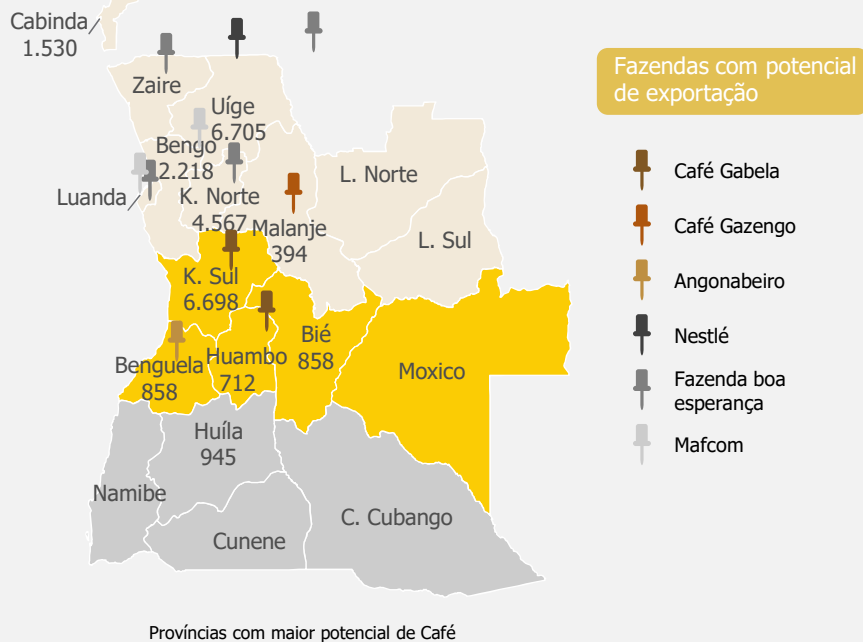 Cabinda
1.530
Zaire
Uíge
6.705
Bengo
2.218
Luanda
K. Norte
4.567
Malanje
394
L. Norte
L. Sul
K. Sul
6.698
Benguela
858
Huambo
712
Bié
858
Moxico
Huíla
945
Namibe
Cunene
C. Cubango
Províncias com maior potencial de Café
Fazendas com potencial
de exportação
Café Gabela
Café Gazengo
Angonabeiro
Nestlé
Fazenda boa
esperança
Mafcom